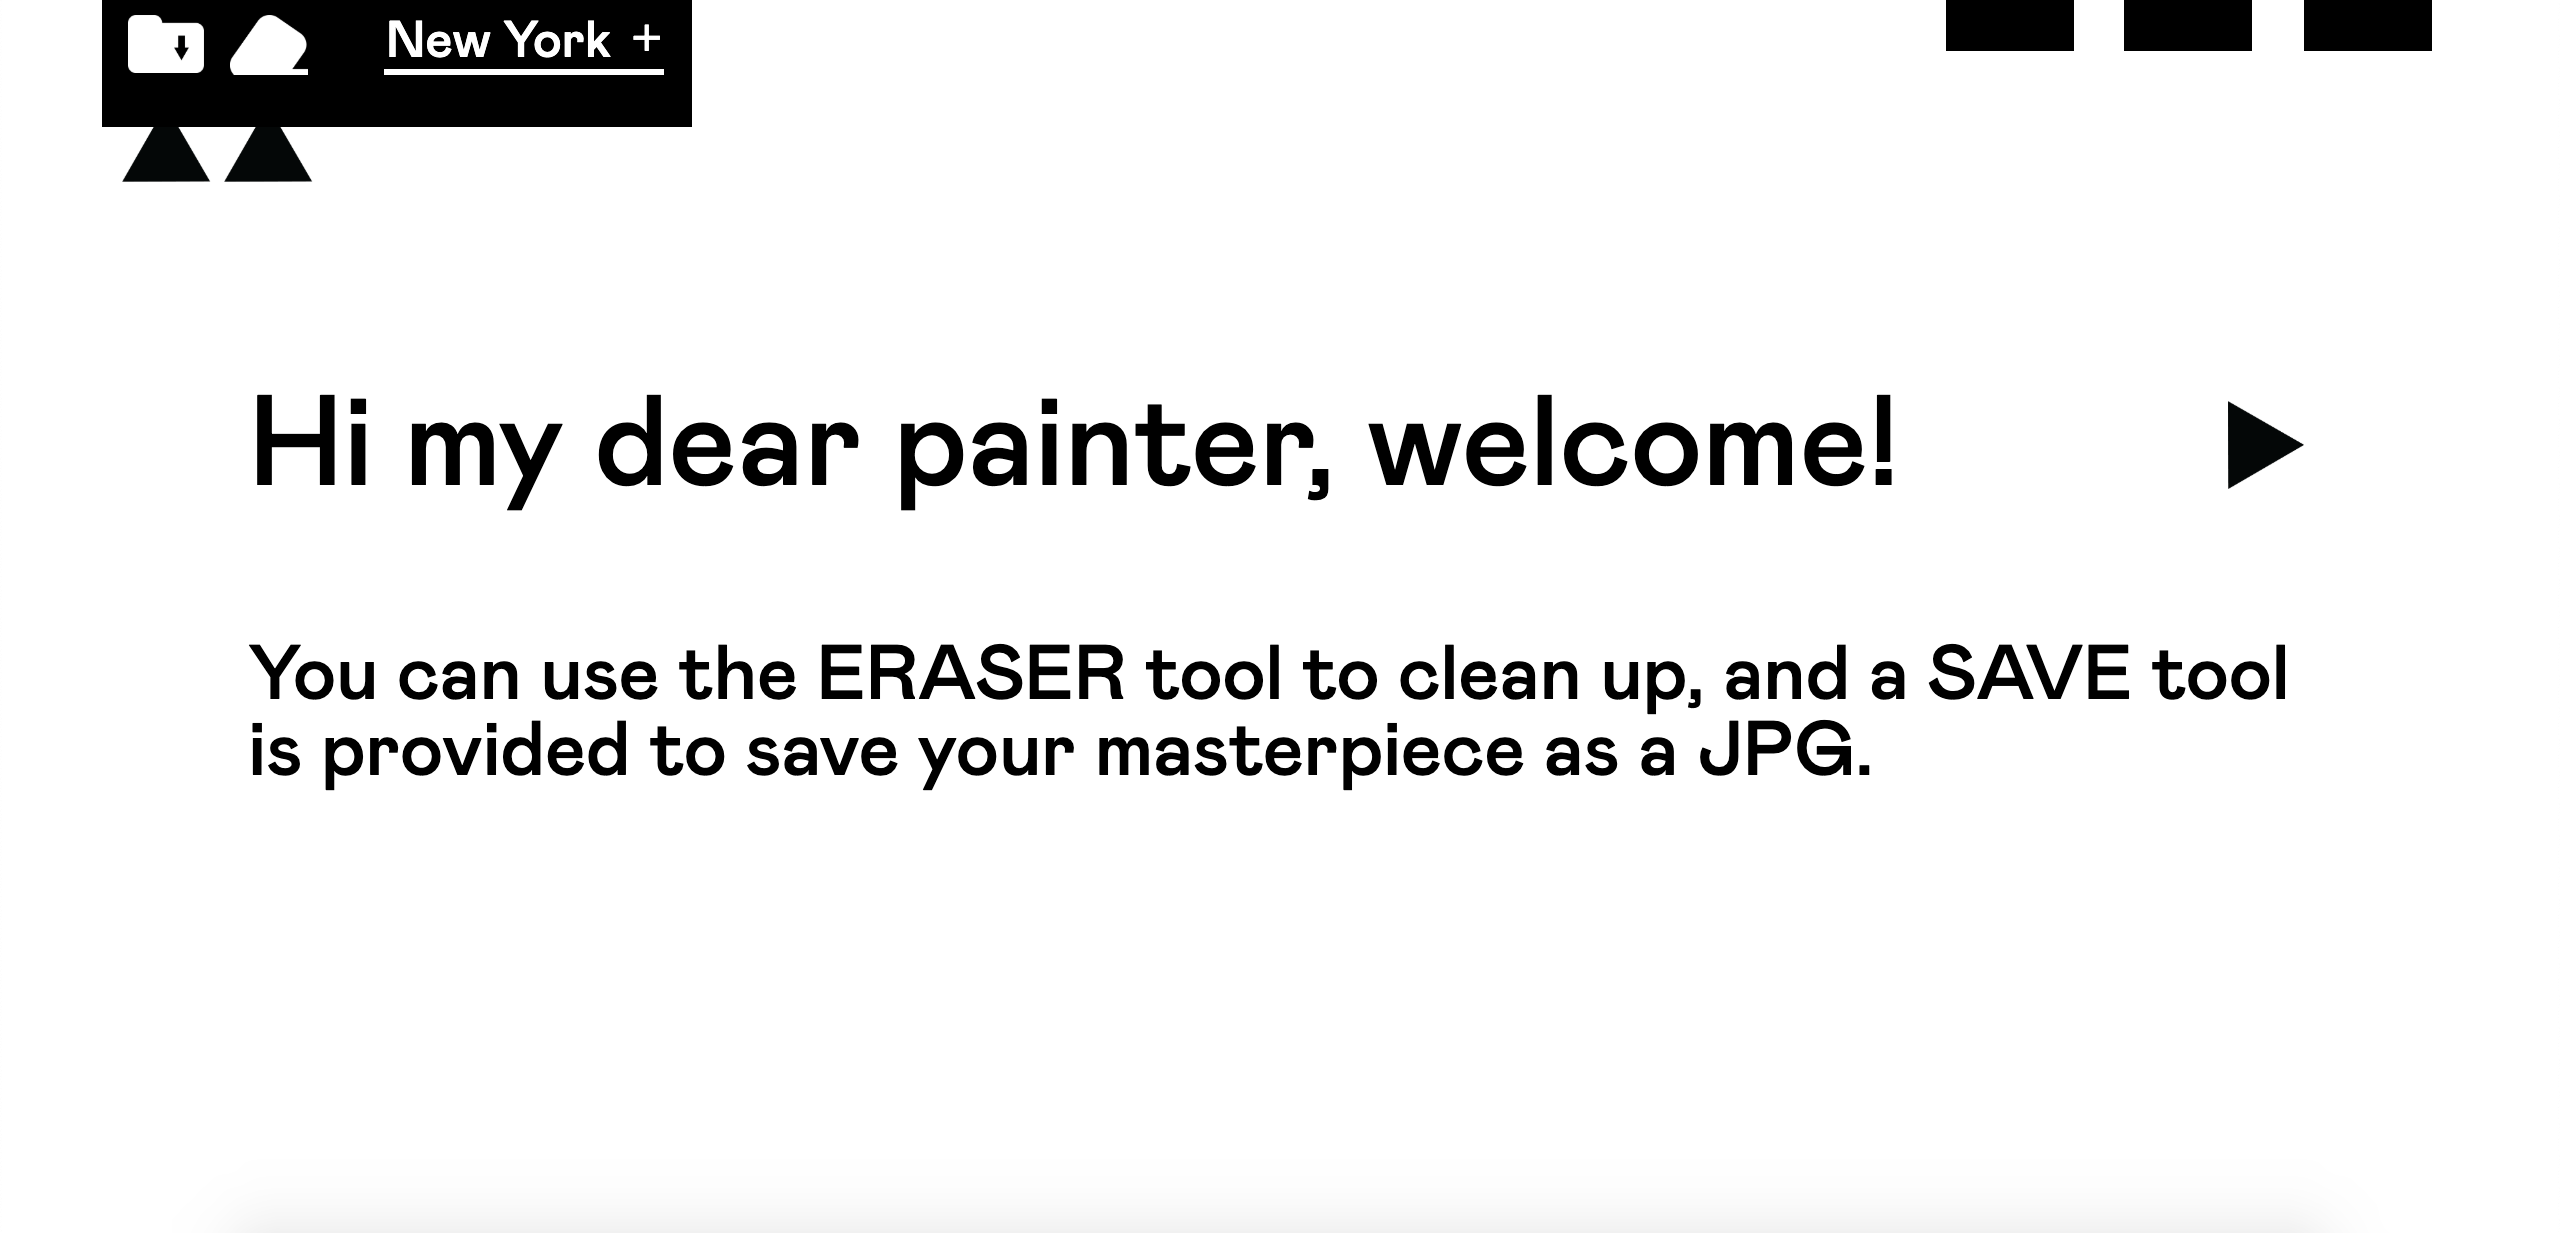 New York +
Hi my dear painter, welcome!
You can use the ERASER tool to clean up, and a SAVE tool
is provided to save your masterpiece as a JPG.